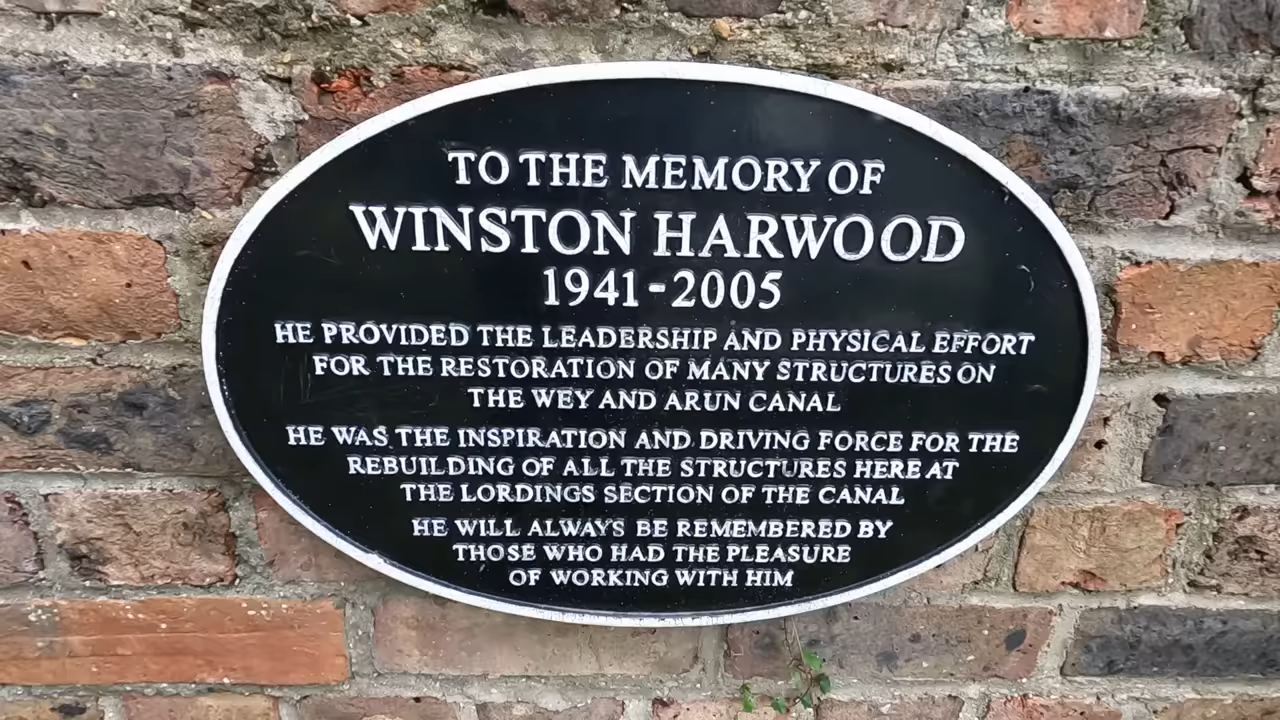 TO THE MEMORY OF
WINSTON HARWOOD
1941-2005
HE PROVIDED THE LEADERSHIP AND PHYSICAL EFFORT
FOR THE RESTORATION OF MANY STRUCTURES ON
THE WEY AND ARUN CANAL
HE WAS THE INSPIRATION AND DRIVING FORCE FOR THE
REBUILDING OF ALL THE STRUCTURES HERE AT
THE LORDINGS SECTION OF THE CANAL
HE WILL ALWAYS BE REMEMBERED BY
THOSE WHO HAD THE PLEASURE
OF WORKING WITH HIM